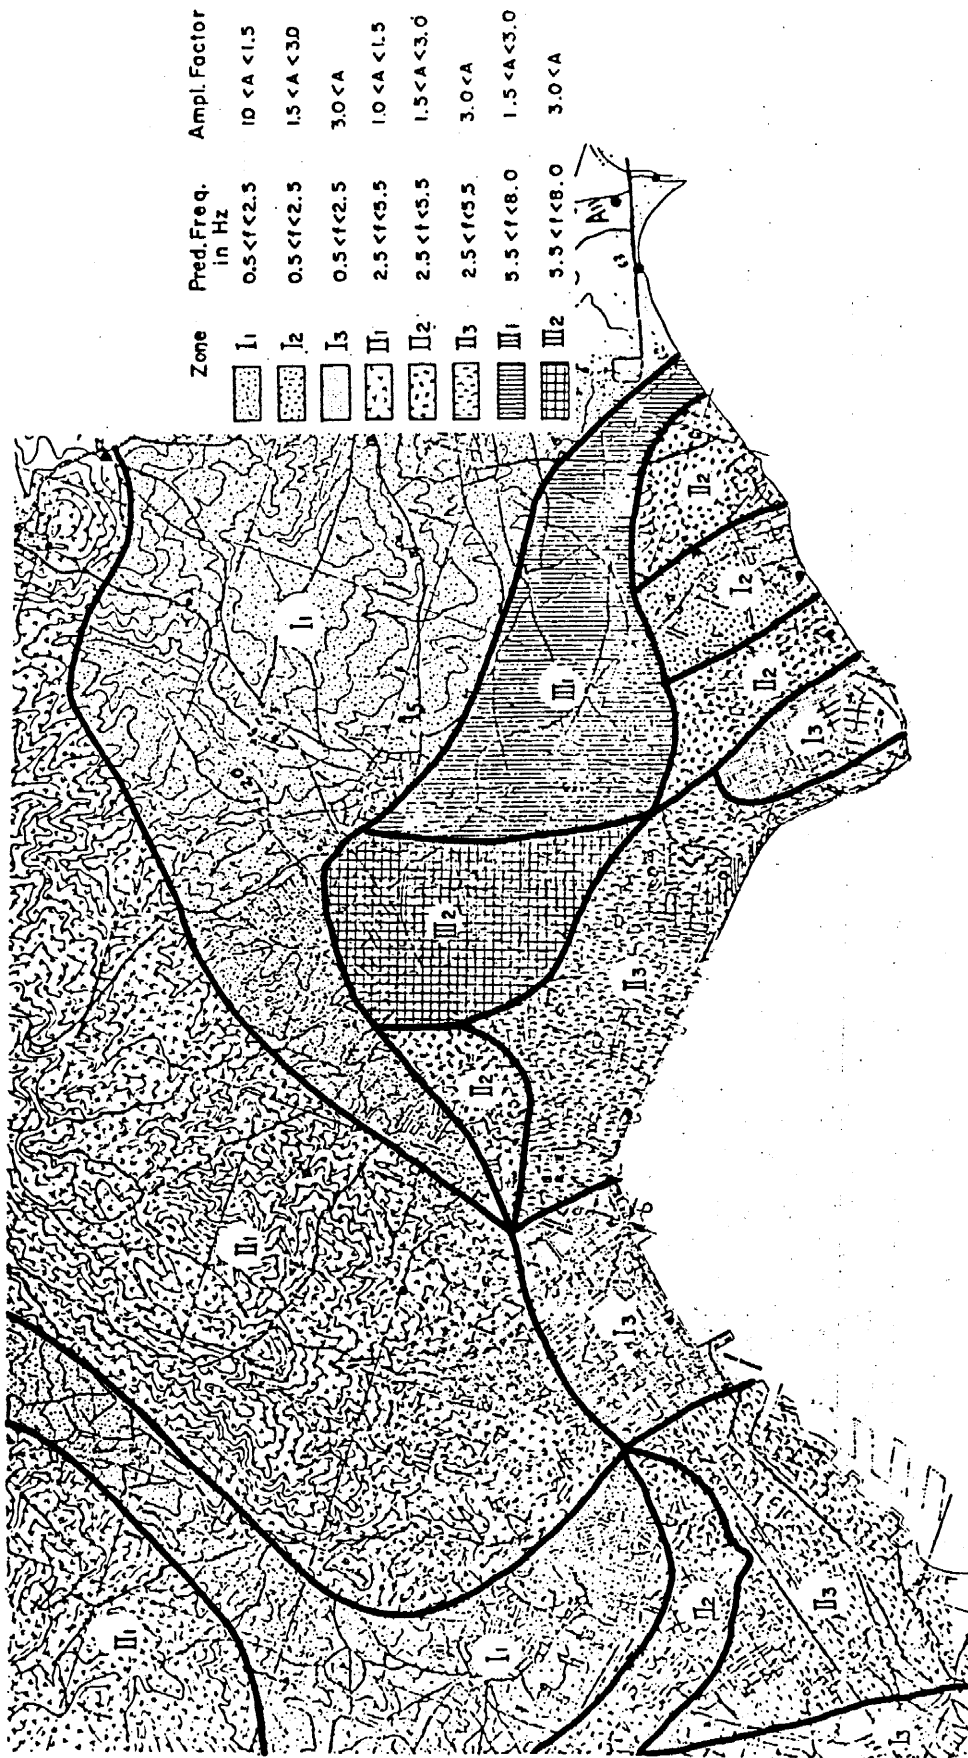 Zone Pred. Freq. in Hz Ampl. Factor
I1 0.5<f<2.5 1.0<A<1.5
I2 0.5<f<2.5 1.5<A<3.0
I3 0.5<f<2.5 3.0<A
II1 2.5<f<5.5 1.0<A<1.5
II2 2.5<f<5.5 1.5<A<3.0
II3 2.5<f<5.5 3.0<A
III1 5.5<f<8.0 1.5<A<3.0
III2 5.5<f<8.0 3.0<A
II1
I1
II1
I1
III2
III1
II2
II2
I2
II2
I3
II3
I3
II2
II3
I3